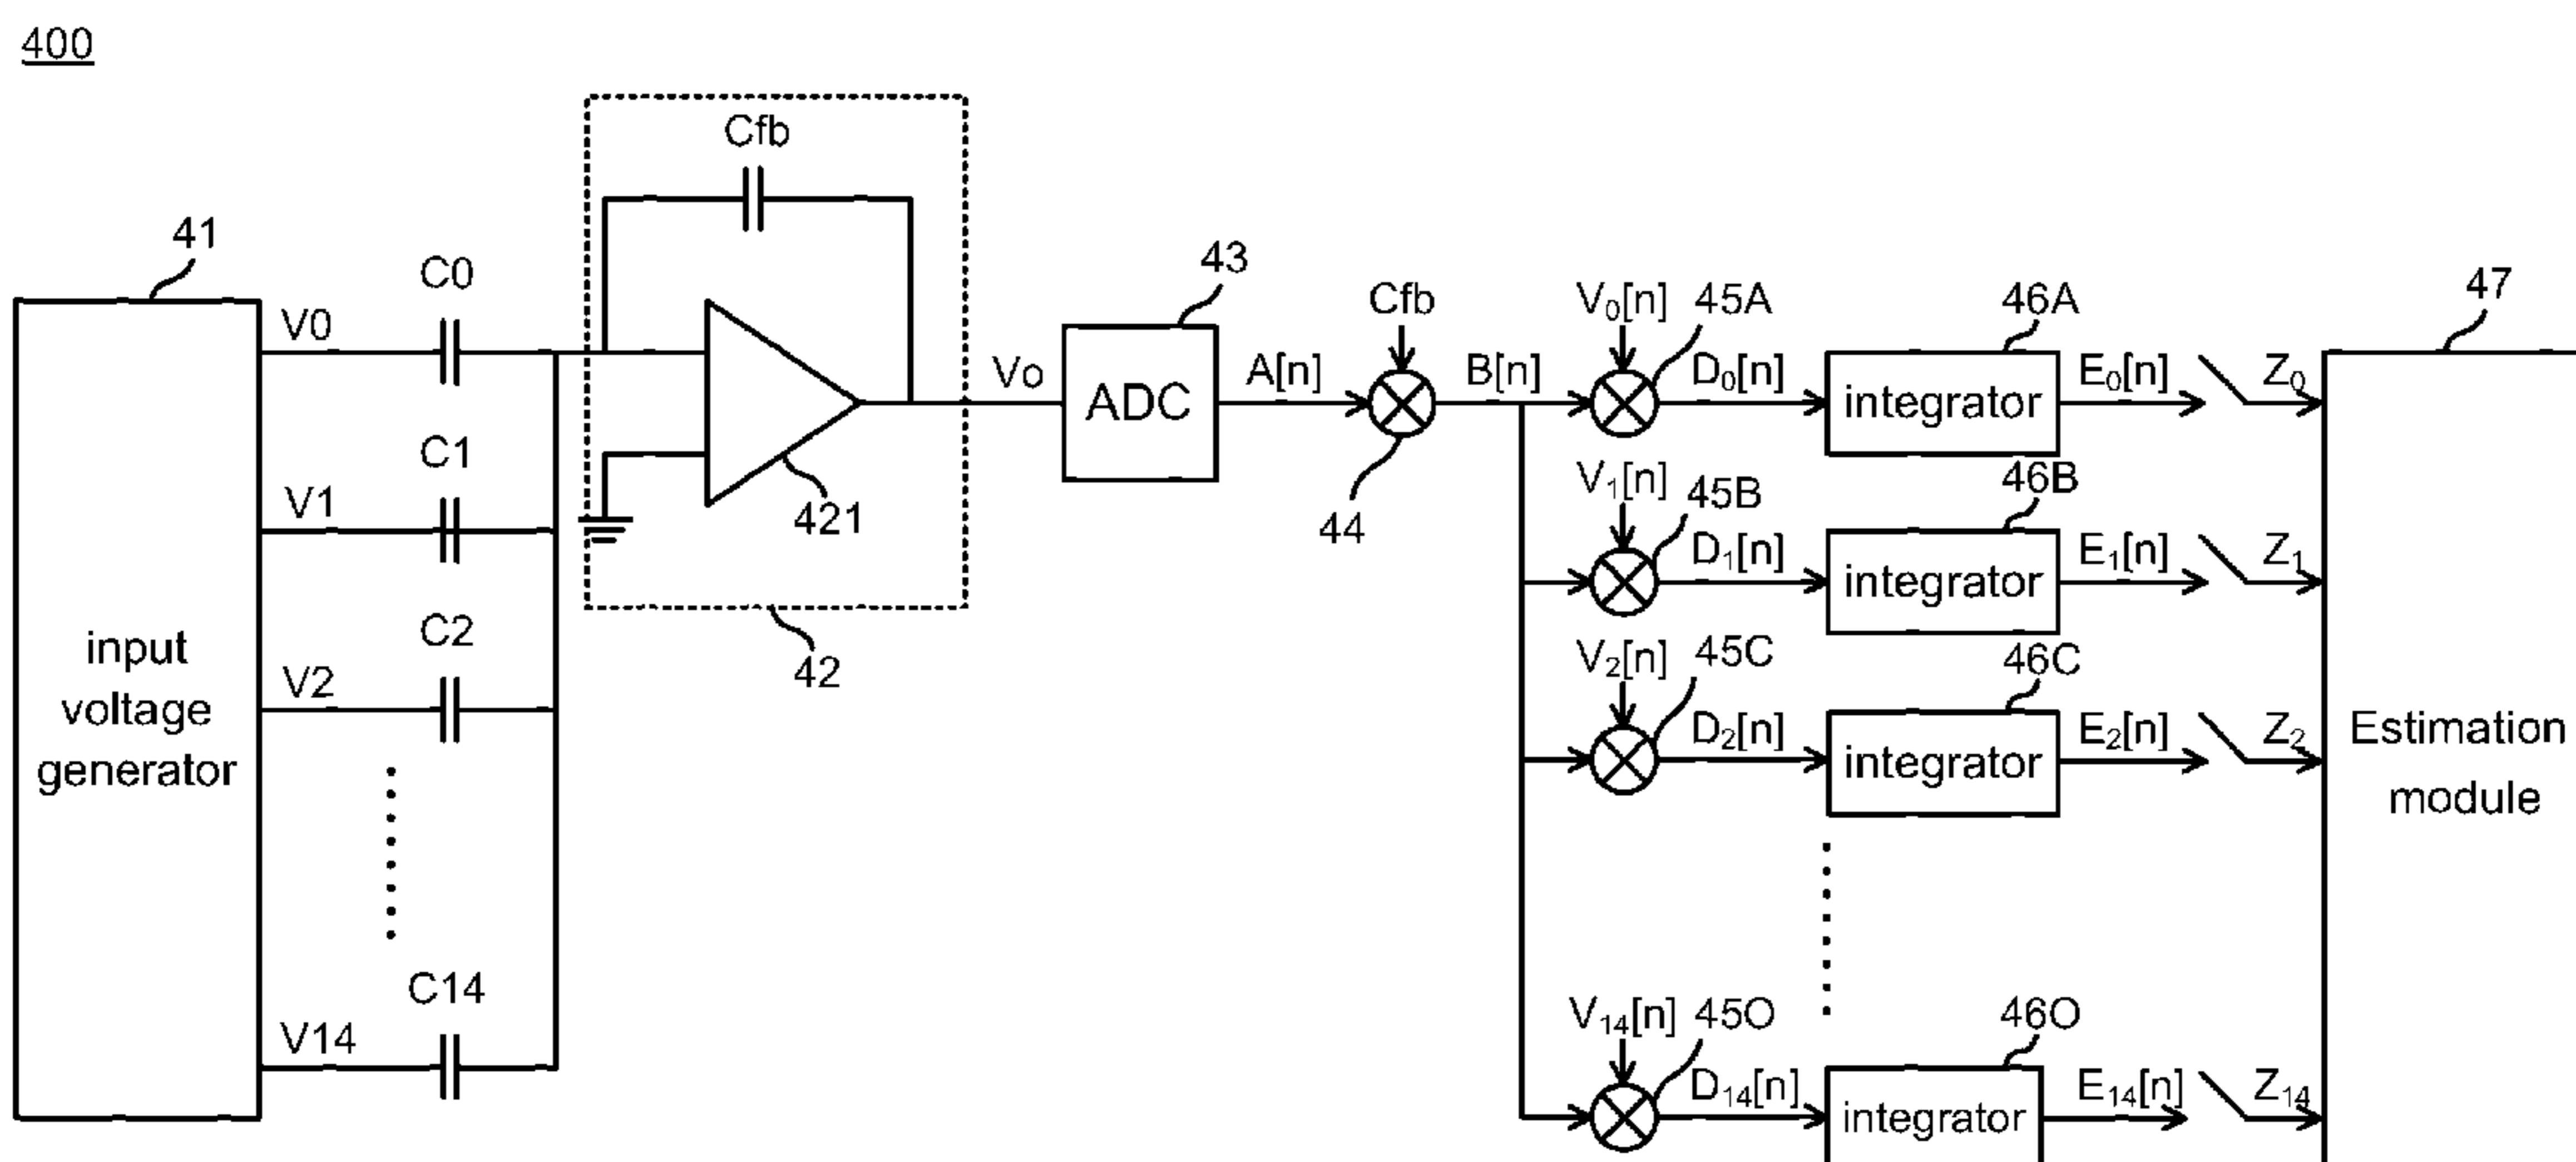 400
41
input
voltage
generator
V0
C0
V1
C1
V2
C2
V14
C14
Cfb
421
42
Vo
43
ADC
A[n]
Cfb
44
B[n]
V₀[n]
45A
D₀[n]
46A
integrator
E₀[n]
Z₀
V₁[n]
45B
D₁[n]
46B
integrator
E₁[n]
Z₁
V₂[n]
45C
D₂[n]
46C
integrator
E₂[n]
Z₂
V₁₄[n]
45O
D₁₄[n]
46O
integrator
E₁₄[n]
Z₁₄
47
Estimation
module